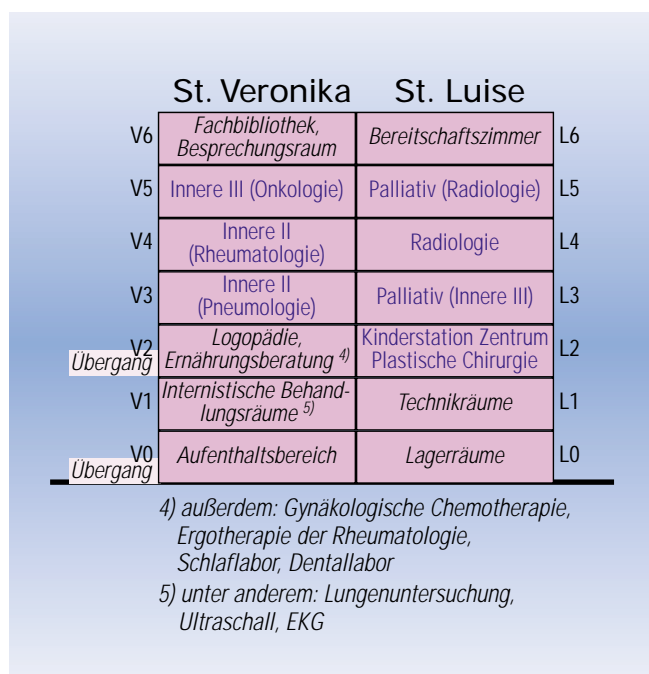 St. Veronika St. Luise
V6 Fachbibliothek, Besprechungsraum Bereitschaftszimmer L6
V5 Innere III (Onkologie) Palliativ (Radiologie) L5
V4 Innere II (Rheumatologie) Radiologie L4
V3 Innere II (Pneumologie) Palliativ (Innere III) L3
V2 Übergang Logopädie, Ernährungsberatung 4) Kinderstation Zentrum Plastische Chirurgie L2
V1 Internistische Behand-
lungsräume 5) Technikräume L1
V0 Übergang Aufenthaltsbereich Lagerräume L0
4) außerdem: Gynäkologische Chemotherapie,
Ergotherapie der Rheumatologie,
Schlaflabor, Dentallabor
5) unter anderem: Lungenuntersuchung,
Ultraschall, EKG